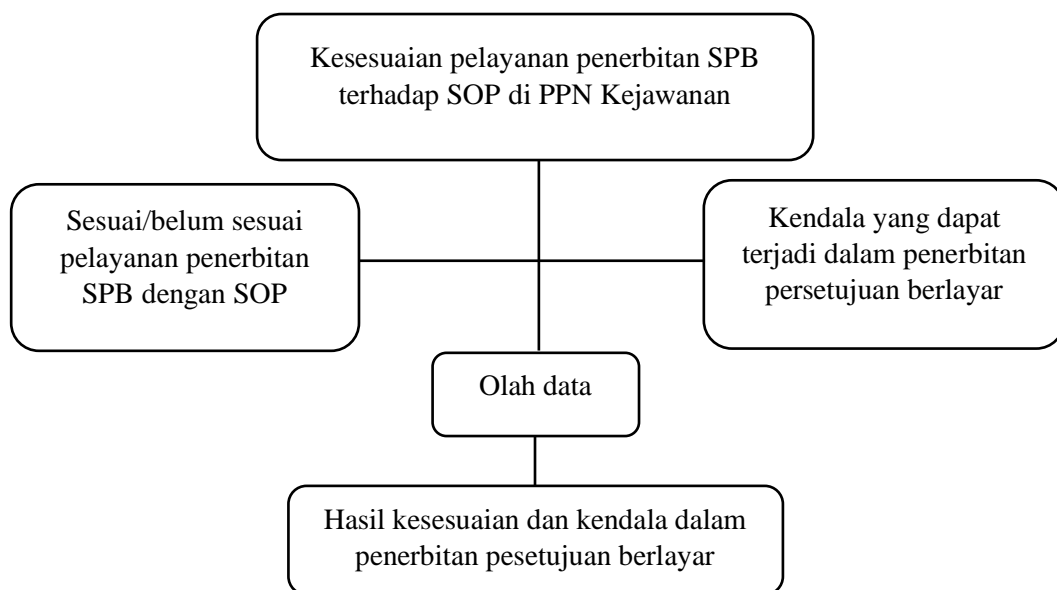 Kesesuaian pelayanan penerbitan SPB
terhadap SOP di PPN Kejawanan
Sesuai/belum sesuai
pelayanan penerbitan
SPB dengan SOP
Kendala yang dapat
terjadi dalam penerbitan
persetujuan berlayar
Olah data
Hasil kesesuaian dan kendala dalam
penerbitan pesetujuan berlayar